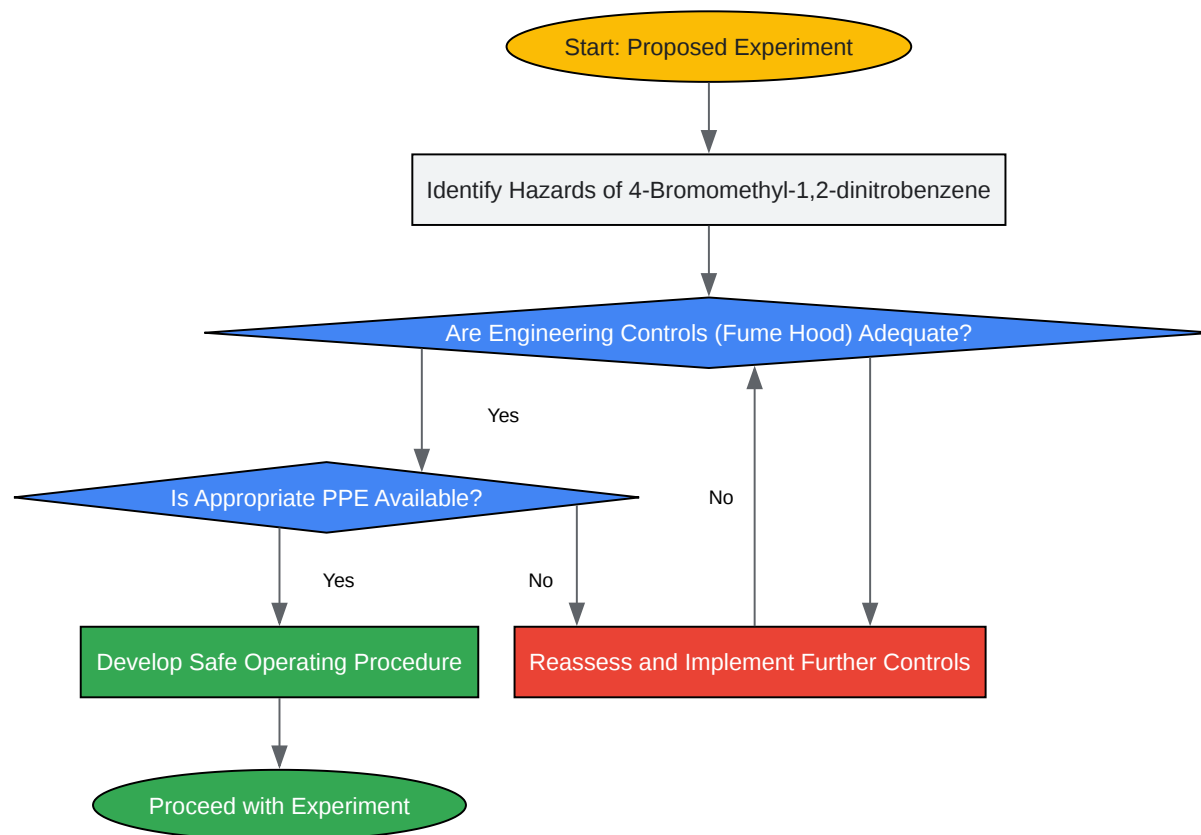 Start: Proposed Experiment
Identify Hazards of 4-Bromomethyl-1,2-dinitrobenzene
Are Engineering Controls (Fume Hood) Adequate?
Yes
Is Appropriate PPE Available?
No
Yes
No
Develop Safe Operating Procedure
Reassess and Implement Further Controls
Proceed with Experiment